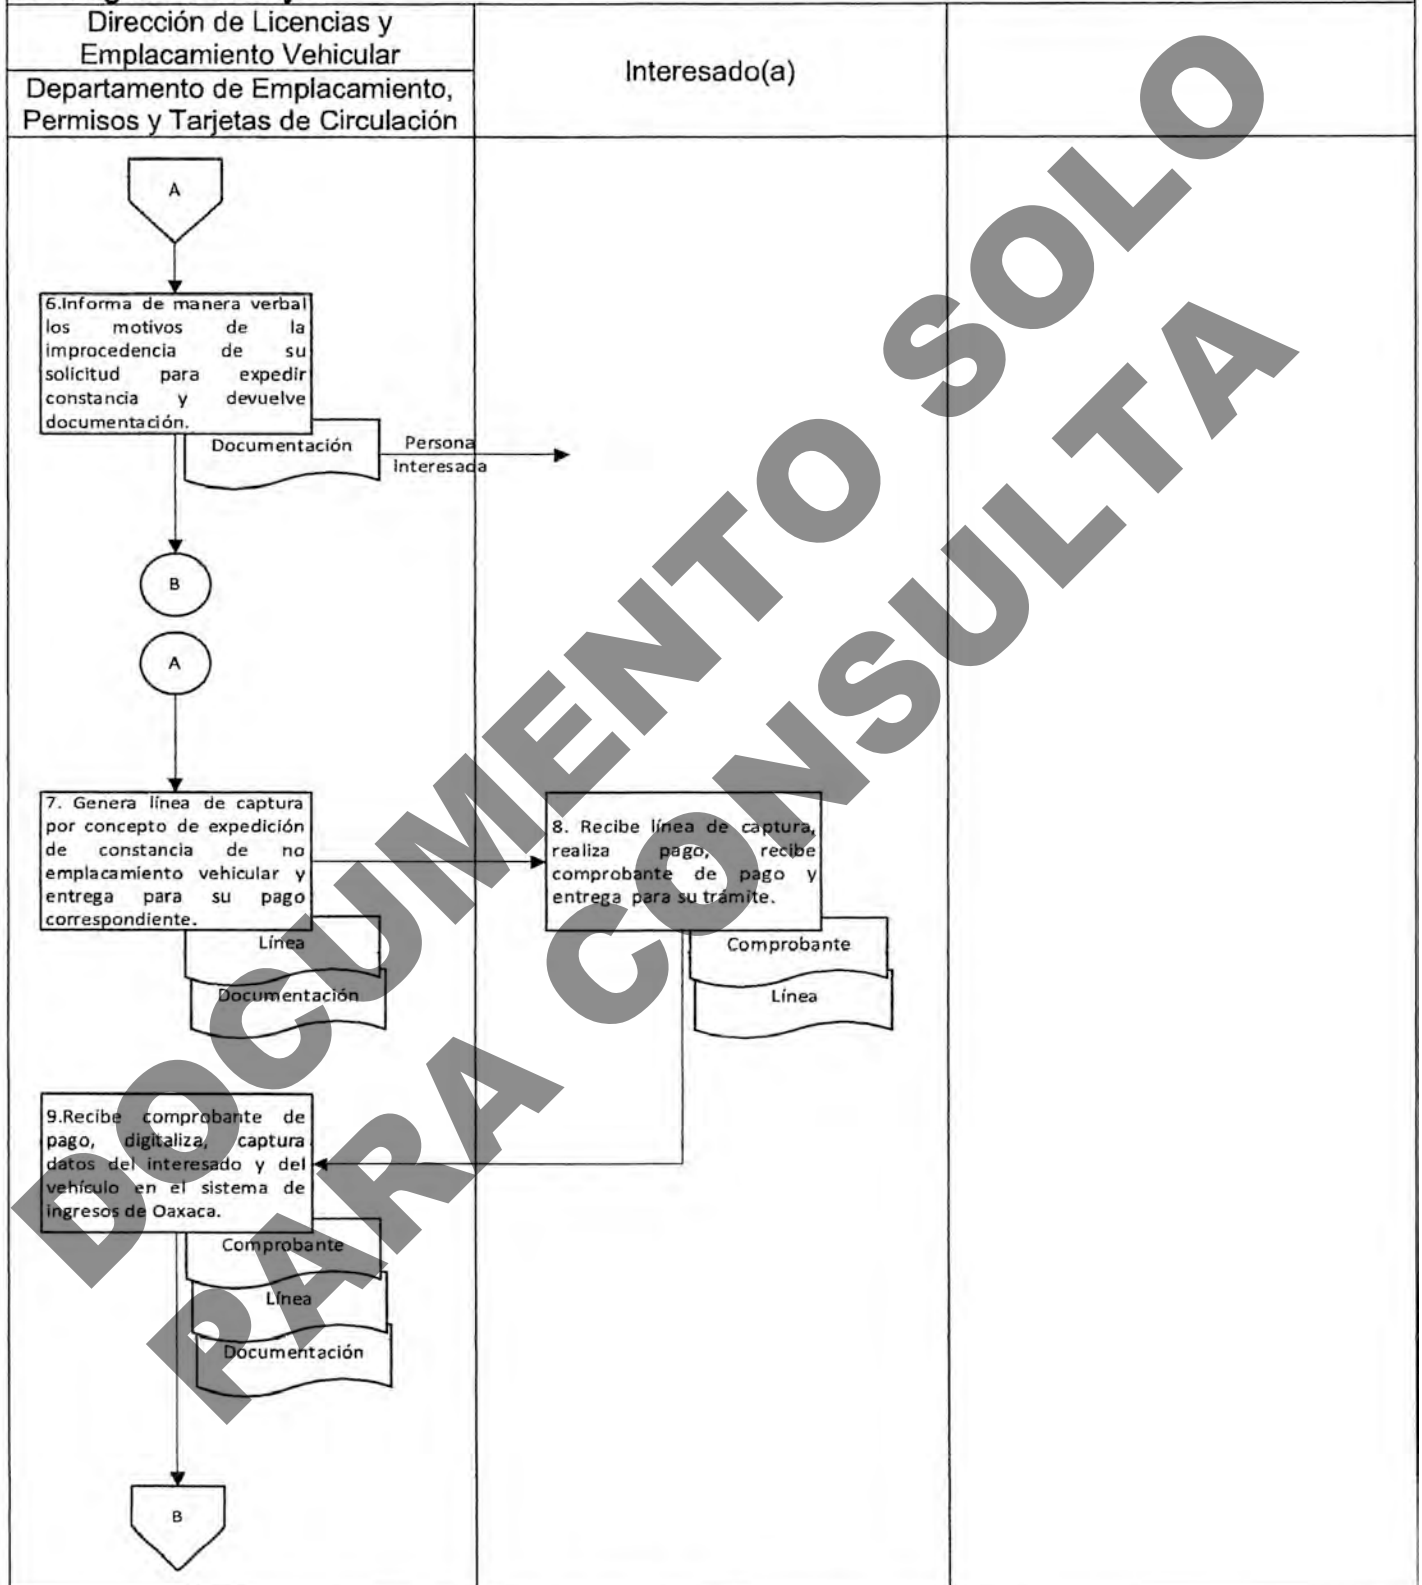 Dirección de Licencias y
Emplacamiento Vehicular
Departamento de Emplacamiento,
Permisos y Tarjetas de Circulación
Interesado(a)
A
6.Informa de manera verbal
los motivos de la
improcedencia de su
solicitud para expedir
constancia y devuelve
documentación.
Documentación
Persona
Interesada
B
A
7. Genera línea de captura
por concepto de expedición
de constancia de no
emplacamiento vehicular y
entrega para su pago
correspondiente.
Línea
Documentación
8. Recibe línea de captura,
realiza pago, recibe
comprobante de pago y
entrega para su trámite.
Comprobante
Línea
9.Recibe comprobante de
pago, digitaliza, captura
datos del interesado y del
vehículo en el sistema de
ingresos de Oaxaca.
Comprobante
Línea
Documentación
B
DOCUMENTO SOLO
PARA CONSULTA